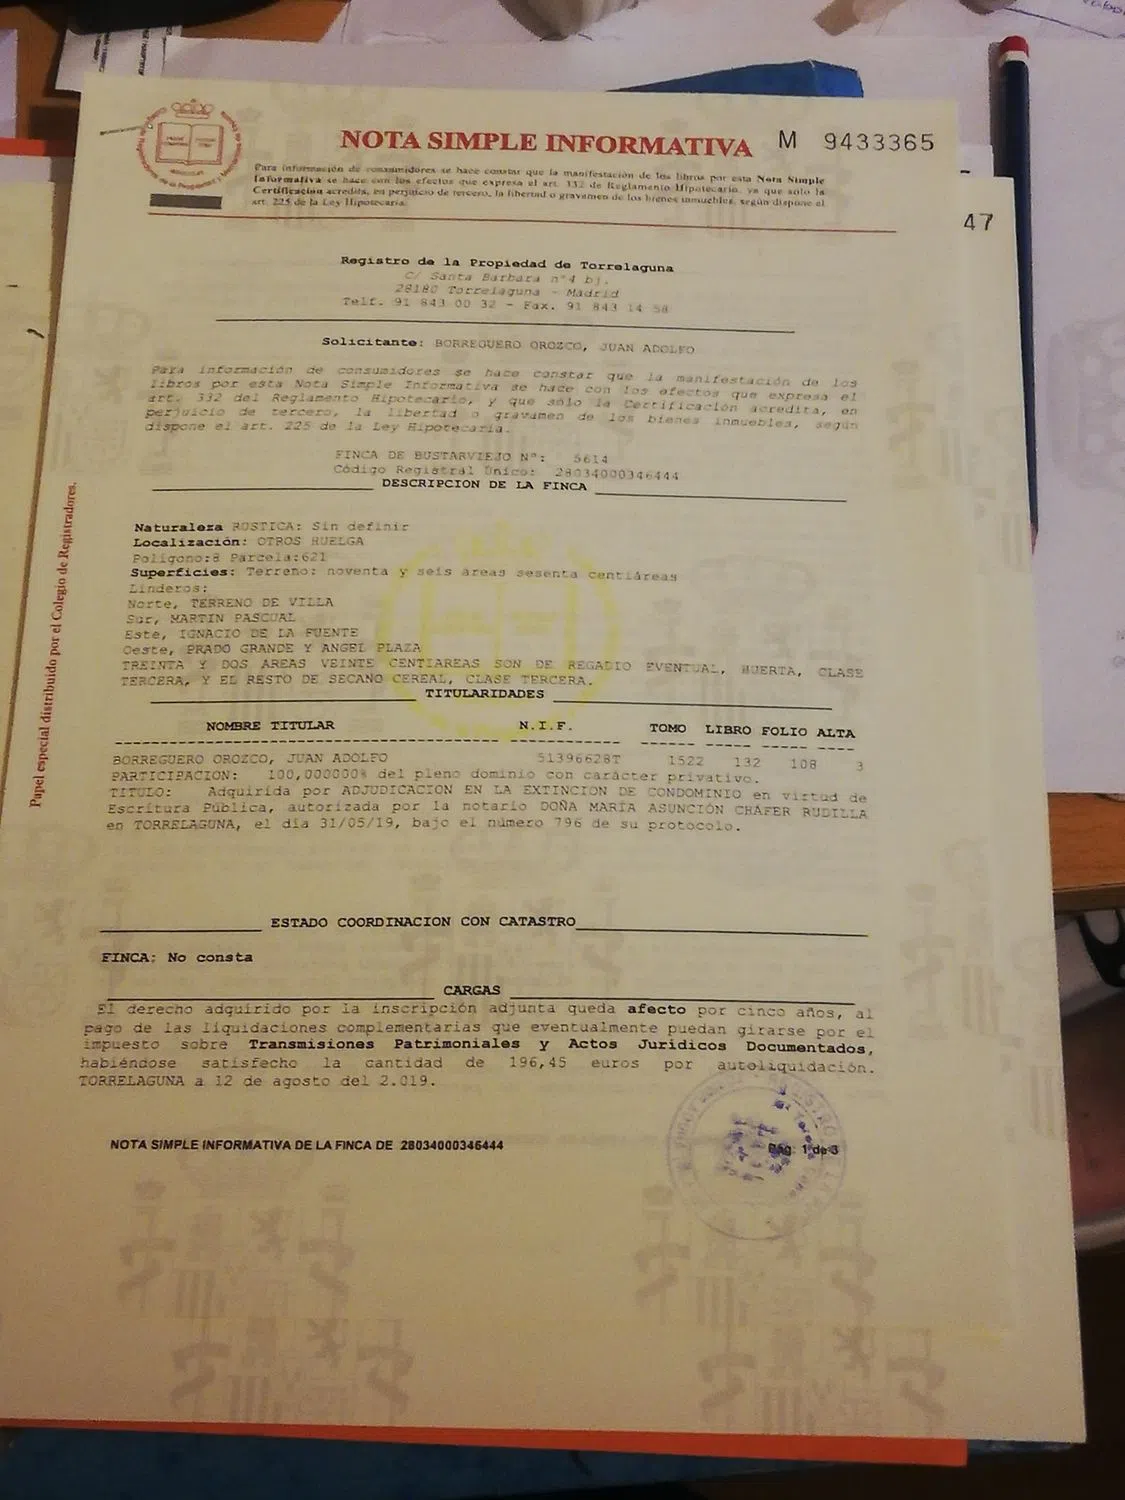 NOTA SIMPLE INFORMATIVA M 9433365
Para información de consumidores se hace constar que la manifestación de los libros por esta Nota Simple
Informativa se hace con los efectos que expresa el art. 332 de Reglamento Hipotecario, ya que sólo la
Certificación acredita, en perjuicio de tercero, la libertad o gravamen de los bienes inmuebles, según dispone el
art. 225 de la Ley Hipotecaria.
47
Registro de la Propiedad de Torrelaguna
C/ Santa Barbara nº4 bj.
28180 Torrelaguna - Madrid
Telf. 91 843 00 32 - Fax. 91 843 14 58
Solicitante: BORREGUERO OROZCO, JUAN ADOLFO
Para información de consumidores se hace constar que la manifestación de los
libros por esta Nota Simple Informativa se hace con los efectos que expresa el
art. 332 del Reglamento Hipotecario, y que sólo la Certificación acredita, en
perjuicio de tercero, la libertad o gravamen de los bienes inmuebles, según
dispone el art. 225 de la Ley Hipotecaria.
FINCA DE BUSTARVIEJO Nº: 5614
Código Registral Único: 28034000346444
DESCRIPCION DE LA FINCA
Naturaleza RUSTICA: Sin definir
Localización: OTROS HUELGA
Polígono:8 Parcela:621
Superficies: Terreno: noventa y seis áreas sesenta centiáreas
Linderos:
Norte, TERRENO DE VILLA
Sur, MARTIN PASCUAL
Este, IGNACIO DE LA FUENTE
Oeste, PRADO GRANDE Y ANGEL PLAZA
TREINTA Y DOS AREAS VEINTE CENTIAREAS SON DE REGADIO EVENTUAL, HUERTA, CLASE
TERCERA, Y EL RESTO DE SECANO CEREAL, CLASE TERCERA.
TITULARIDADES
NOMBRE TITULAR N.I.F. TOMO LIBRO FOLIO ALTA
BORREGUERO OROZCO, JUAN ADOLFO 51396628T 1522 132 108 3
PARTICIPACION: 100,000000% del pleno dominio con carácter privativo.
TITULO: Adquirida por ADJUDICACION EN LA EXTINCION DE CONDOMINIO en virtud de
Escritura Pública, autorizada por la notario DOÑA MARÍA ASUNCIÓN CHÁFER RUDILLA
en TORRELAGUNA, el día 31/05/19, bajo el número 796 de su protocolo.
ESTADO COORDINACION CON CATASTRO
FINCA: No consta
CARGAS
El derecho adquirido por la inscripción adjunta queda afecto por cinco años, al
pago de las liquidaciones complementarias que eventualmente puedan girarse por el
impuesto sobre Transmisiones Patrimoniales y Actos Jurídicos Documentados,
habiéndose satisfecho la cantidad de 196,45 euros por autoliquidación.
TORRELAGUNA a 12 de agosto del 2.019.
NOTA SIMPLE INFORMATIVA DE LA FINCA DE 28034000346444 Pág. 1 de 3
Papel especial distribuido por el Colegio de Registradores.